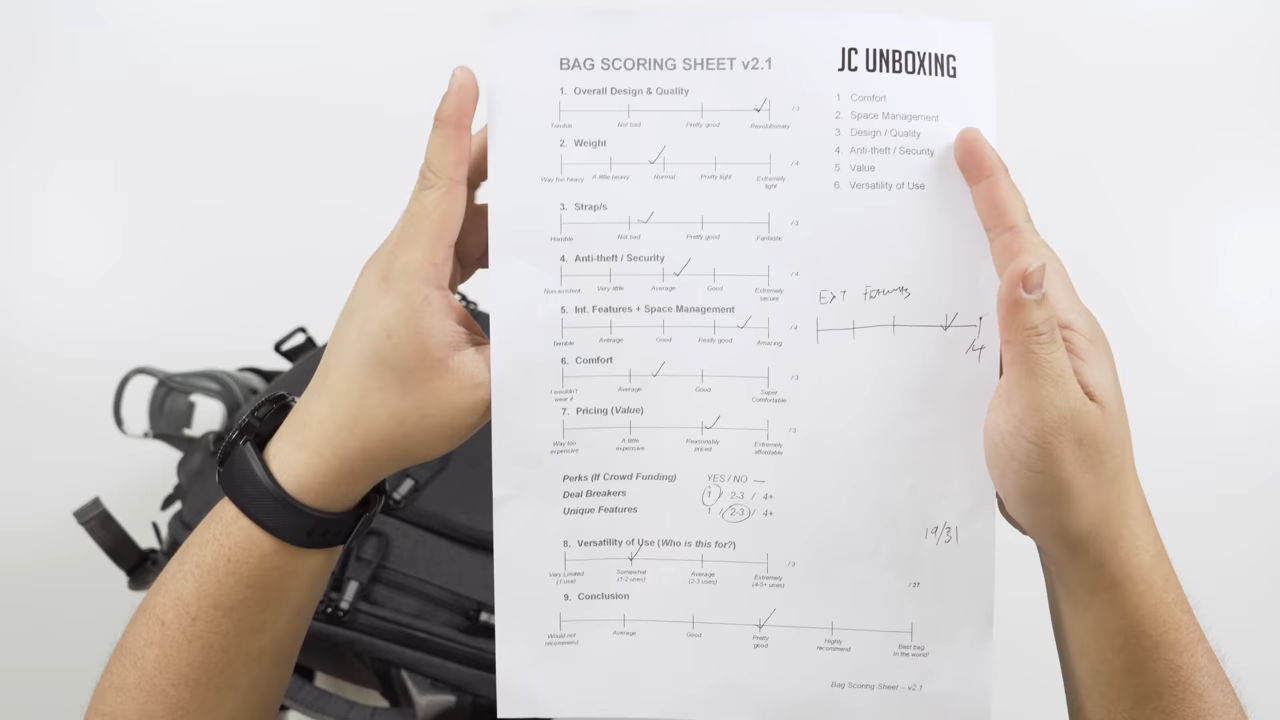 BAG SCORING SHEET v2.1
JC UNBOXING
1 Comfort
2. Space Management
3. Design / Quality
4. Anti-theft / Security
5 Value
6. Versatility of Use
1. Overall Design & Quality
/3
Terrible Not bad Pretty good Revolutionary
2. Weight
/4
Way too heavy A little heavy Normal Pretty light Extremely light
3. Strap/s
/3
Horrible Not bad Pretty good Fantastic
4. Anti-theft / Security
/4
Non-existent Very little Average Good Extremely secure
5. Int. Features + Space Management
/4
Terrible Average Good Really good Amazing
EXT Features
/4
6. Comfort
/3
I wouldn't wear it Average Good Super Comfortable
7. Pricing (Value)
/3
Way too expensive A little expensive Reasonably priced Extremely affordable
Perks (If Crowd Funding) YES / NO —
Deal Breakers 1 / 2-3 / 4+
Unique Features 1 / 2-3 / 4+
19/31
8. Versatility of Use (Who is this for?)
/3
Very Limited (1 use) Somewhat (1-2 uses) Average (2-3 uses) Extremely (4-5+ uses)
/27
9. Conclusion
Would not recommend Average Good Pretty good Highly recommend Best bag in the world!
Bag Scoring Sheet – v2.1